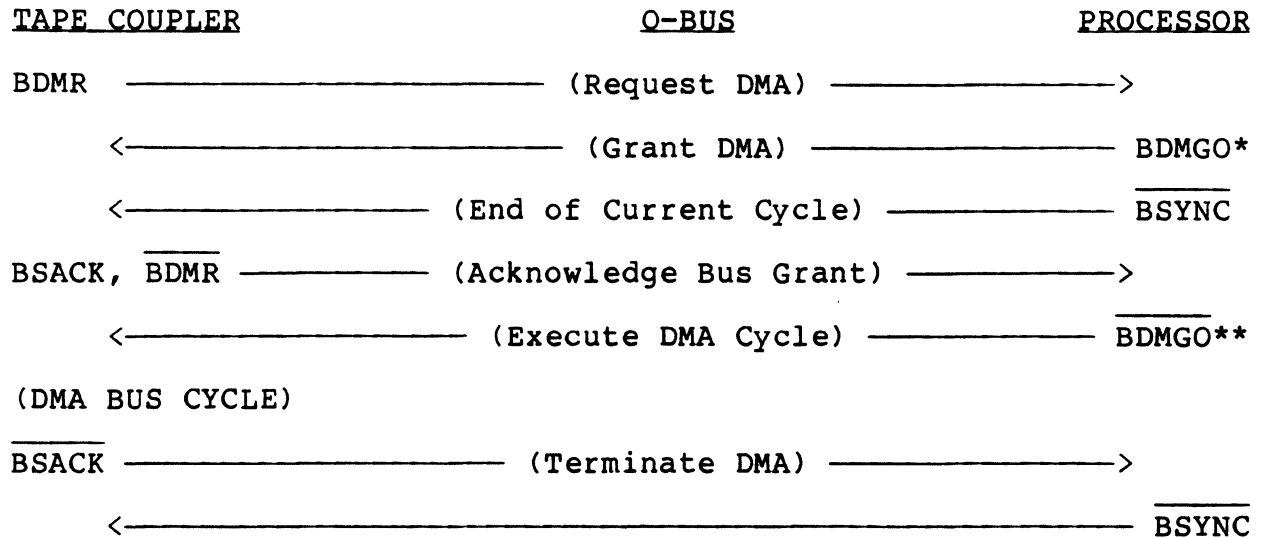 TAPE COUPLER Q-BUS PROCESSOR
BDMR (Request DMA)
(Grant DMA) BDMGO*
(End of Current Cycle) BSYNC
BSACK, BDMR (Acknowledge Bus Grant)
(Execute DMA Cycle) BDMGO**
(DMA BUS CYCLE)
BSACK (Terminate DMA)
BSYNC